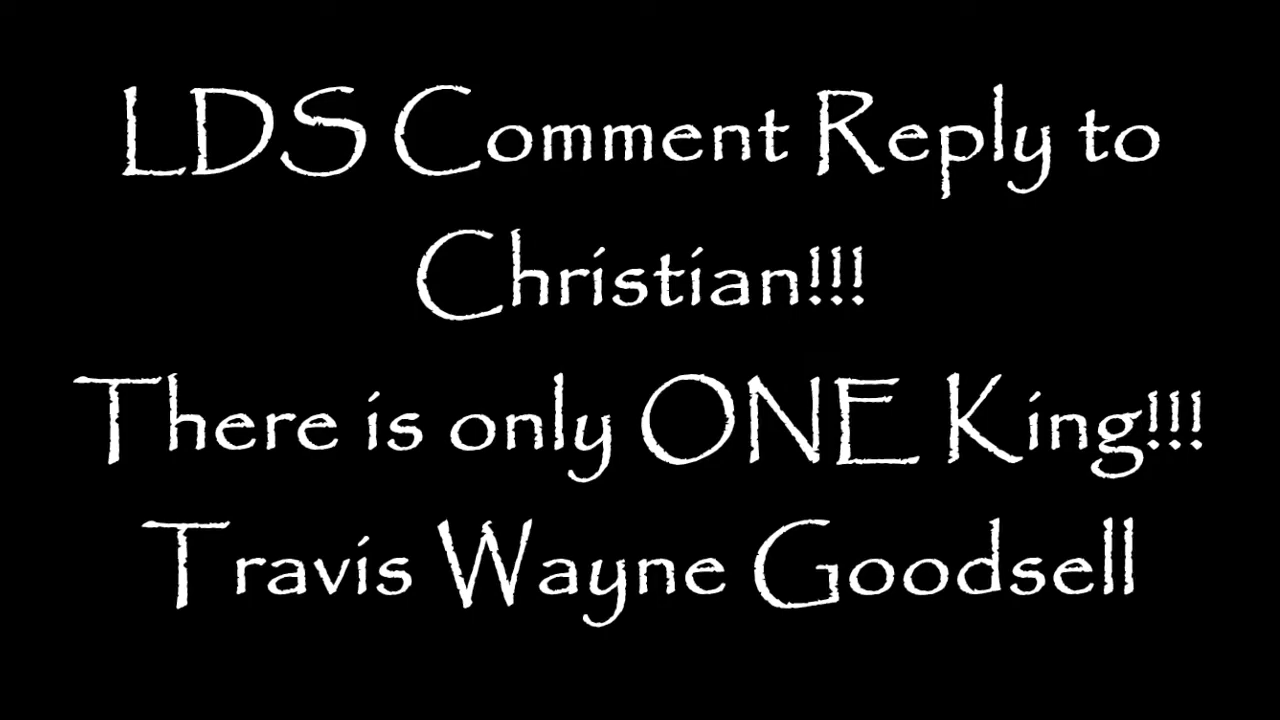 LDS Comment Reply to
Christian!!!
There is only ONE King!!!
Travis Wayne Goodsell